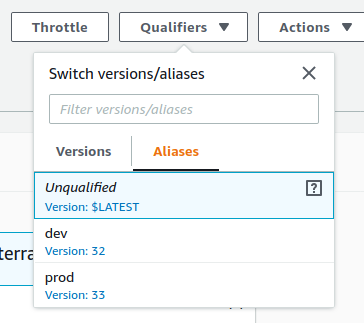 Throttle Qualifiers Actions
Switch versions/aliases
Filter versions/aliases
Versions Aliases
Unqualified
Version: $LATEST
dev
terra
Version: 32
prod
Version: 33